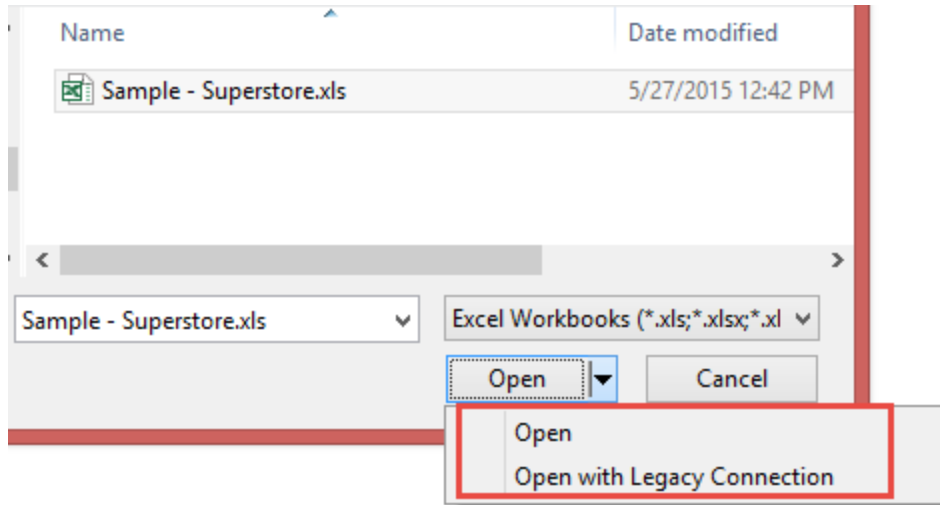 Name Date modified
Sample - Superstore.xls 5/27/2015 12:42 PM
Sample - Superstore.xls Excel Workbooks (*.xls;*.xlsx;*.xl
Open Cancel
Open
Open with Legacy Connection